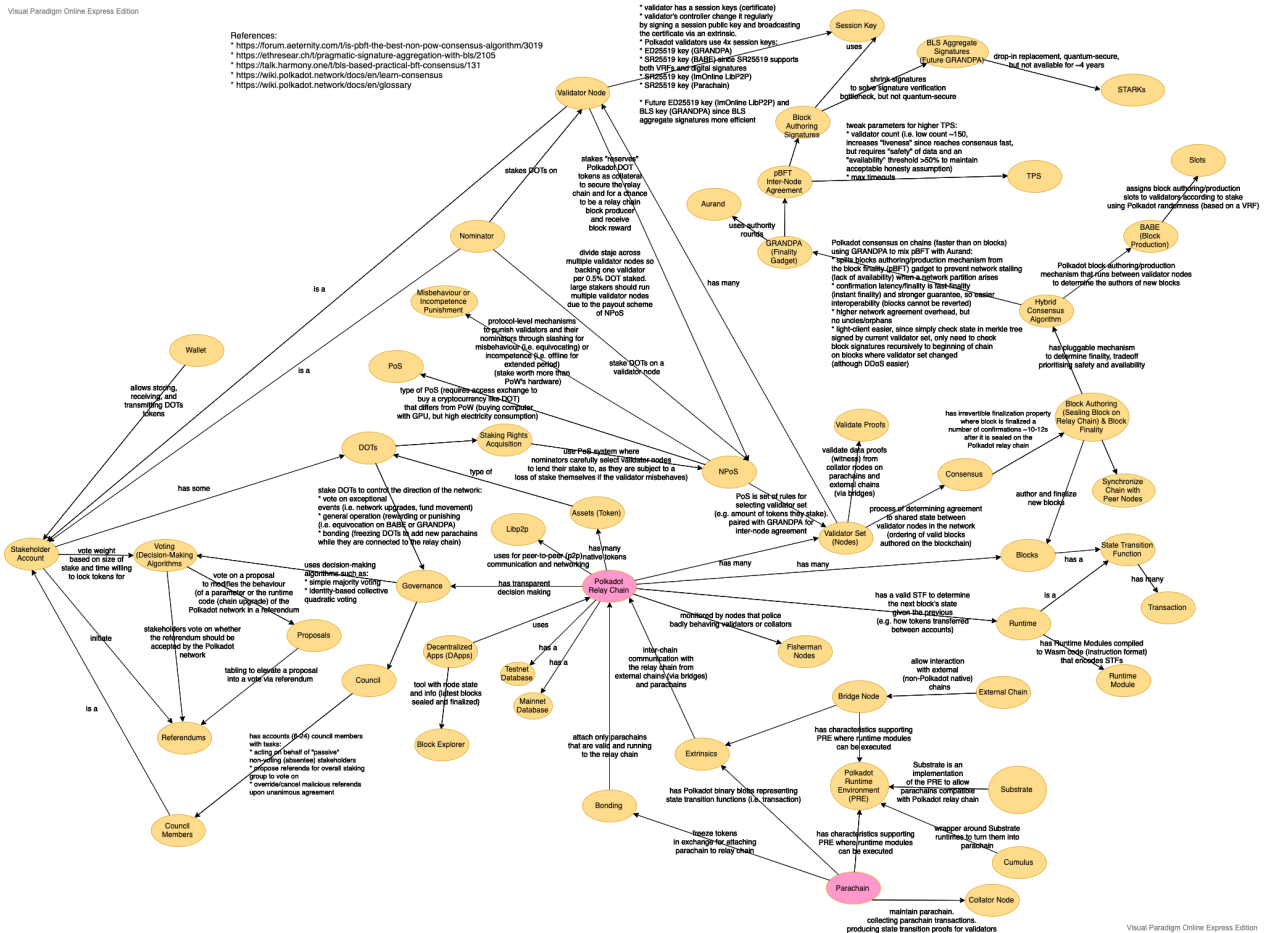 Visual Paradigm Online Express Edition
References:
* https://forum.aeternity.com/t/is-pbft-the-best-non-pow-consensus-algorithm/3019
* https://ethresear.ch/t/pragmatic-signature-aggregation-with-bls/2105
* https://talk.harmony.one/t/bls-based-practical-bft-consensus/131
* https://wiki.polkadot.network/docs/en/learn-consensus
* https://wiki.polkadot.network/docs/en/glossary
* validator has a session keys (certificate)
* validator's controller change it regularly
by signing a session public key and broadcasting
the certificate via an extrinsic.
* Polkadot validators use 4x session keys:
* ED25519 key (GRANDPA)
* SR25519 key (BABE) since SR25519 supports
both VRFs and digital signatures
* SR25519 key (ImOnline LibP2P)
* SR25519 key (Parachain)
* Future ED25519 key (ImOnline LibP2P) and
BLS key (GRANDPA) since BLS
aggregate signatures more efficient
Session Key
uses
BLS Aggregate
Signatures
(Future GRANDPA)
drop-in replacement, quantum-secure,
but not available for ~4 years
STARKs
shrink signatures
to solve signature verification
bottleneck, but not quantum-secure
Validator Node
Block
Authoring
Signatures
tweak parameters for higher TPS:
* validator count (i.e. low count ~150,
increases "liveness" since reaches consensus fast,
but requires "safety" of data and an
"availability" threshold >50% to maintain
acceptable honesty assumption)
* max timeouts
pBFT
Inter-Node
Agreement
TPS
Slots
assigns block authoring/production
slots to validators according to stake
using Polkadot randomness (based on a VRF)
stakes DOTs on
stakes "reserves"
Polkadot DOT
tokens as collateral
to secure the relay
chain and for a chance
to be a relay chain
block producer
and receive
block reward
Aurand
uses authority
rounds
GRANDPA
(Finality
Gadget)
BABE
(Block
Production)
Nominator
Polkadot consensus on chains (faster than on blocks)
using GRANDPA to mix pBFT with Aurand:
* splits blocks authoring/production mechanism from
the block finality (pBFT) gadget to prevent network stalling
(lack of availability) when a network partition arises
* confirmation latency/finality is fast-finality
(instant finality) and stronger guarantee, so easier
interoperability (blocks cannot be reverted)
* higher network agreement overhead, but
no uncles/orphans
* light-client easier, since simply check state in merkle tree
signed by current validator set, only need to check
block signatures recursively to beginning of chain
on blocks where validator set changed
(although DDoS easier)
Polkadot block authoring/production
mechanism that runs between validator nodes
to determine the authors of new blocks
divide stage across
multiple validator nodes so
backing one validator
per 0.5% DOT staked.
large stakers should run
multiple validator nodes
due to the payout scheme
of NPoS
is a
has many
Misbehaviour or
Incompetence
Punishment
Hybrid
Consensus
Algorithm
protocol-level mechanisms
to punish validators and their
nominators through slashing for
misbehaviour (i.e. equivocating) or
incompetence (i.e. offline for
extended period)
(stake worth more than
PoW's hardware)
Wallet
has pluggable mechanism
to determine finality, tradeoff
prioritising safety and availability
PoS
is a
stake DOTs on a
validator node
allows storing,
receiving, and
transmitting DOTs
tokens
type of PoS (requires access exchange to
buy a cryptocurrency like DOT)
that differs from PoW (buying computer
with GPU, but high electricity consumption)
Block Authoring
(Sealing Block on
Relay Chain) & Block
Finality
has irrevertible finalization property
where block is finalized a
number of confirmations ~10-12s
after it is sealed on the
Polkadot relay chain
Validate Proofs
validate data proofs
(witness) from
collator nodes on
parachains and
external chains
(via bridges)
DOTs
Staking Rights
Acquisition
use PoS system where
nominators carefully select validator nodes
to lend their stake to, as they are subject to a
loss of stake themselves if the validator misbehaves)
type of
NPoS
Consensus
Synchronize
Chain with
Peer Nodes
has some
stake DOTs to control the direction of the network:
* vote on exceptional
events (i.e. network upgrades, fund movement)
* general operation (rewarding or punishing
(i.e. equivocation on BABE or GRANDPA)
* bonding (freezing DOTs to add new parachains
while they are connected to the relay chain)
PoS is set of rules for
selecting validator set
(e.g. amount of tokens they stake).
paired with GRANDPA for
inter-node agreement
author and finalize
new blocks
process of determining agreement
to shared state between
validator nodes in the network
(ordering of valid blocks
authored on the blockchain)
Assets (Token)
Libp2p
Validator Set
(Nodes)
State Transition
Function
Stakeholder
Account
vote weight
based on size of
stake and time willing
to lock tokens for
Voting
(Decision-Making
Algorithms)
uses for peer-to-peer (p2p)
communication and networking
has many
native tokens
has many
has many
Blocks
has a
has many
uses decision-making
algorithms such as:
* simple majority voting
* identity-based collective
quadratic voting
Governance
has transparent
decision making
Polkadot
Relay Chain
vote on a proposal
to modifies the behaviour
(of a parameter or the runtime
code (chain upgrade) of the
Polkadot network in a referendum
has a valid STF to determine
the next block's state
given the previous
(e.g. how tokens transferred
between accounts)
is a
Transaction
monitored by nodes that police
badly behaving validators or collators
Runtime
initiate
stakeholders vote on whether
the referendum should be
accepted by the Polkadot
network
Proposals
uses
has a
has a
Decentralized
Apps (DApps)
inter-chain
communication with
the relay chain from
external chains (via bridges)
and parachains
Fisherman
Nodes
has Runtime Modules compiled
to Wasm code (instruction format)
that encodes STFs
Runtime
Module
tabling to elevate a proposal
into a vote via referendum
Council
Testnet
Database
Mainnet
Database
tool with node state
and info (latest blocks
sealed and finalized)
allow interaction
with external
(non-Polkadot native)
chains
Bridge Node
External Chain
is a
Referendums
Block Explorer
has accounts (6-24) council members
with tasks:
* acting on behalf of "passive"
non-voting (absentee) stakeholders
* propose referenda for overall staking
group to vote on
* override/cancel malicious referenda
upon unanimous agreement
attach only parachains
that are valid and running
to the relay chain
Extrinsics
has characteristics supporting
PRE where runtime modules
can be executed
Polkadot
Runtime
Environment
(PRE)
Substrate is an
implementation
of the PRE to allow
parachains compatible
with Polkadot relay chain
Substrate
has Polkadot binary blobs representing
state transition functions (i.e. transaction)
Bonding
Council
Members
freeze tokens
in exchange for attaching
parachain to relay chain
has characteristics supporting
PRE where runtime modules
can be executed
wrapper around Substrate
runtimes to turn them into
parachain
Cumulus
Parachain
Collator Node
maintain parachain.
collecting parachain transactions.
producing state transition proofs for validators
Visual Paradigm Online Express Edition